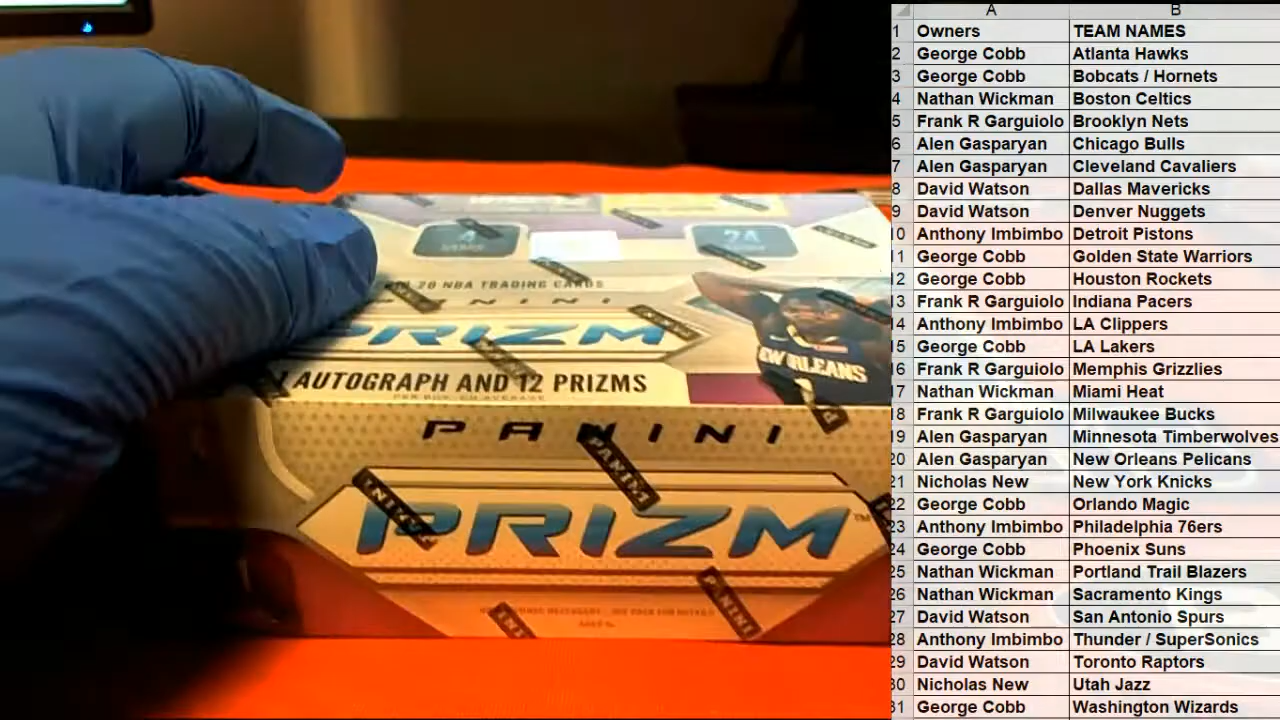 4
24
20 NBA TRADING CARDS
PANINI
PRIZM
AUTOGRAPH AND 12 PRIZMS
PER BOX, ON AVERAGE
NEW ORLEANS
PANINI
PRIZM™
PANINI
PANINI
PANINI
A B
1 Owners TEAM NAMES
2 George Cobb Atlanta Hawks
3 George Cobb Bobcats / Hornets
4 Nathan Wickman Boston Celtics
5 Frank R Garguiolo Brooklyn Nets
6 Alen Gasparyan Chicago Bulls
7 Alen Gasparyan Cleveland Cavaliers
8 David Watson Dallas Mavericks
9 David Watson Denver Nuggets
10 Anthony Imbimbo Detroit Pistons
11 George Cobb Golden State Warriors
12 George Cobb Houston Rockets
13 Frank R Garguiolo Indiana Pacers
14 Anthony Imbimbo LA Clippers
15 George Cobb LA Lakers
16 Frank R Garguiolo Memphis Grizzlies
17 Nathan Wickman Miami Heat
18 Frank R Garguiolo Milwaukee Bucks
19 Alen Gasparyan Minnesota Timberwolves
20 Alen Gasparyan New Orleans Pelicans
21 Nicholas New New York Knicks
22 George Cobb Orlando Magic
23 Anthony Imbimbo Philadelphia 76ers
24 George Cobb Phoenix Suns
25 Nathan Wickman Portland Trail Blazers
26 Nathan Wickman Sacramento Kings
27 David Watson San Antonio Spurs
28 Anthony Imbimbo Thunder / SuperSonics
29 David Watson Toronto Raptors
30 Nicholas New Utah Jazz
31 George Cobb Washington Wizards